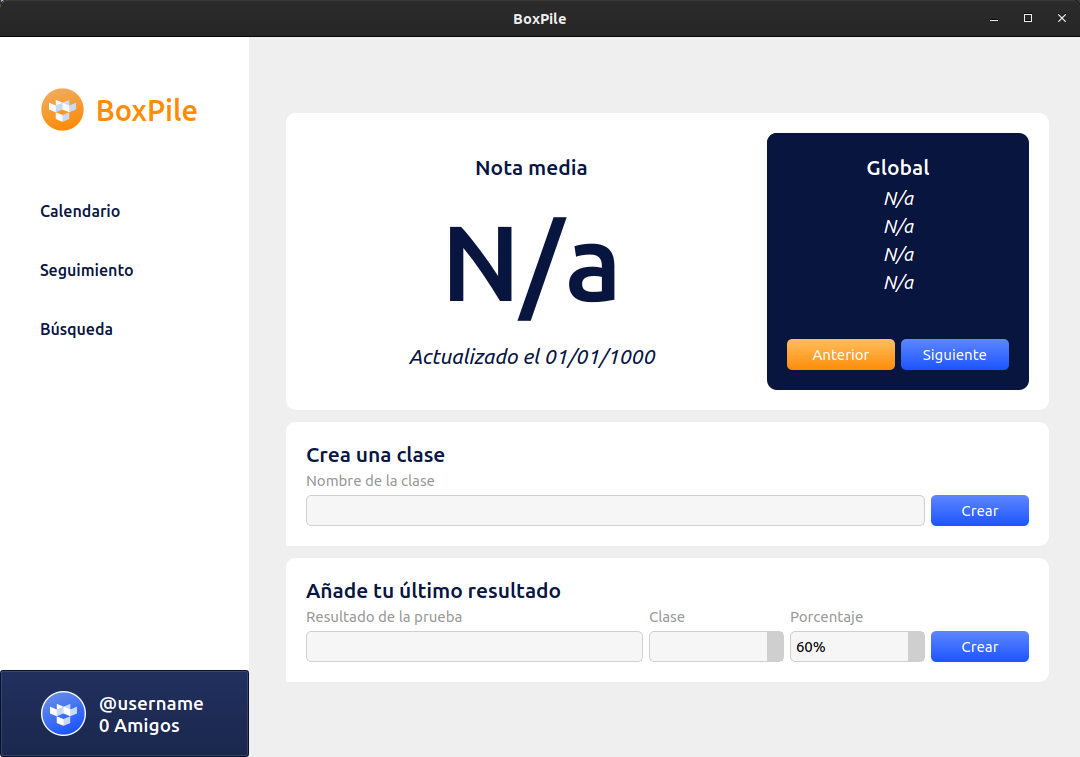 BoxPile
BoxPile
Calendario
Seguimiento
Búsqueda
@username
0 Amigos
Nota media
N/a
Actualizado el 01/01/1000
Global
N/a
N/a
N/a
N/a
Anterior Siguiente
Crea una clase
Nombre de la clase
Crear
Añade tu último resultado
Resultado de la prueba Clase Porcentaje
60% Crear